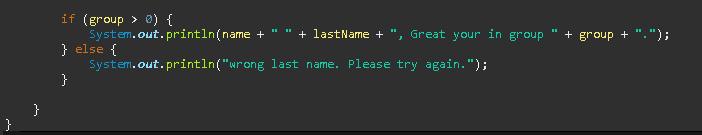 if (group > 0) {
System.out.println(name + " " + lastName + ", Great your in group " + group + ".");
} else {
System.out.println("wrong last name. Please try again.");
}
}
}